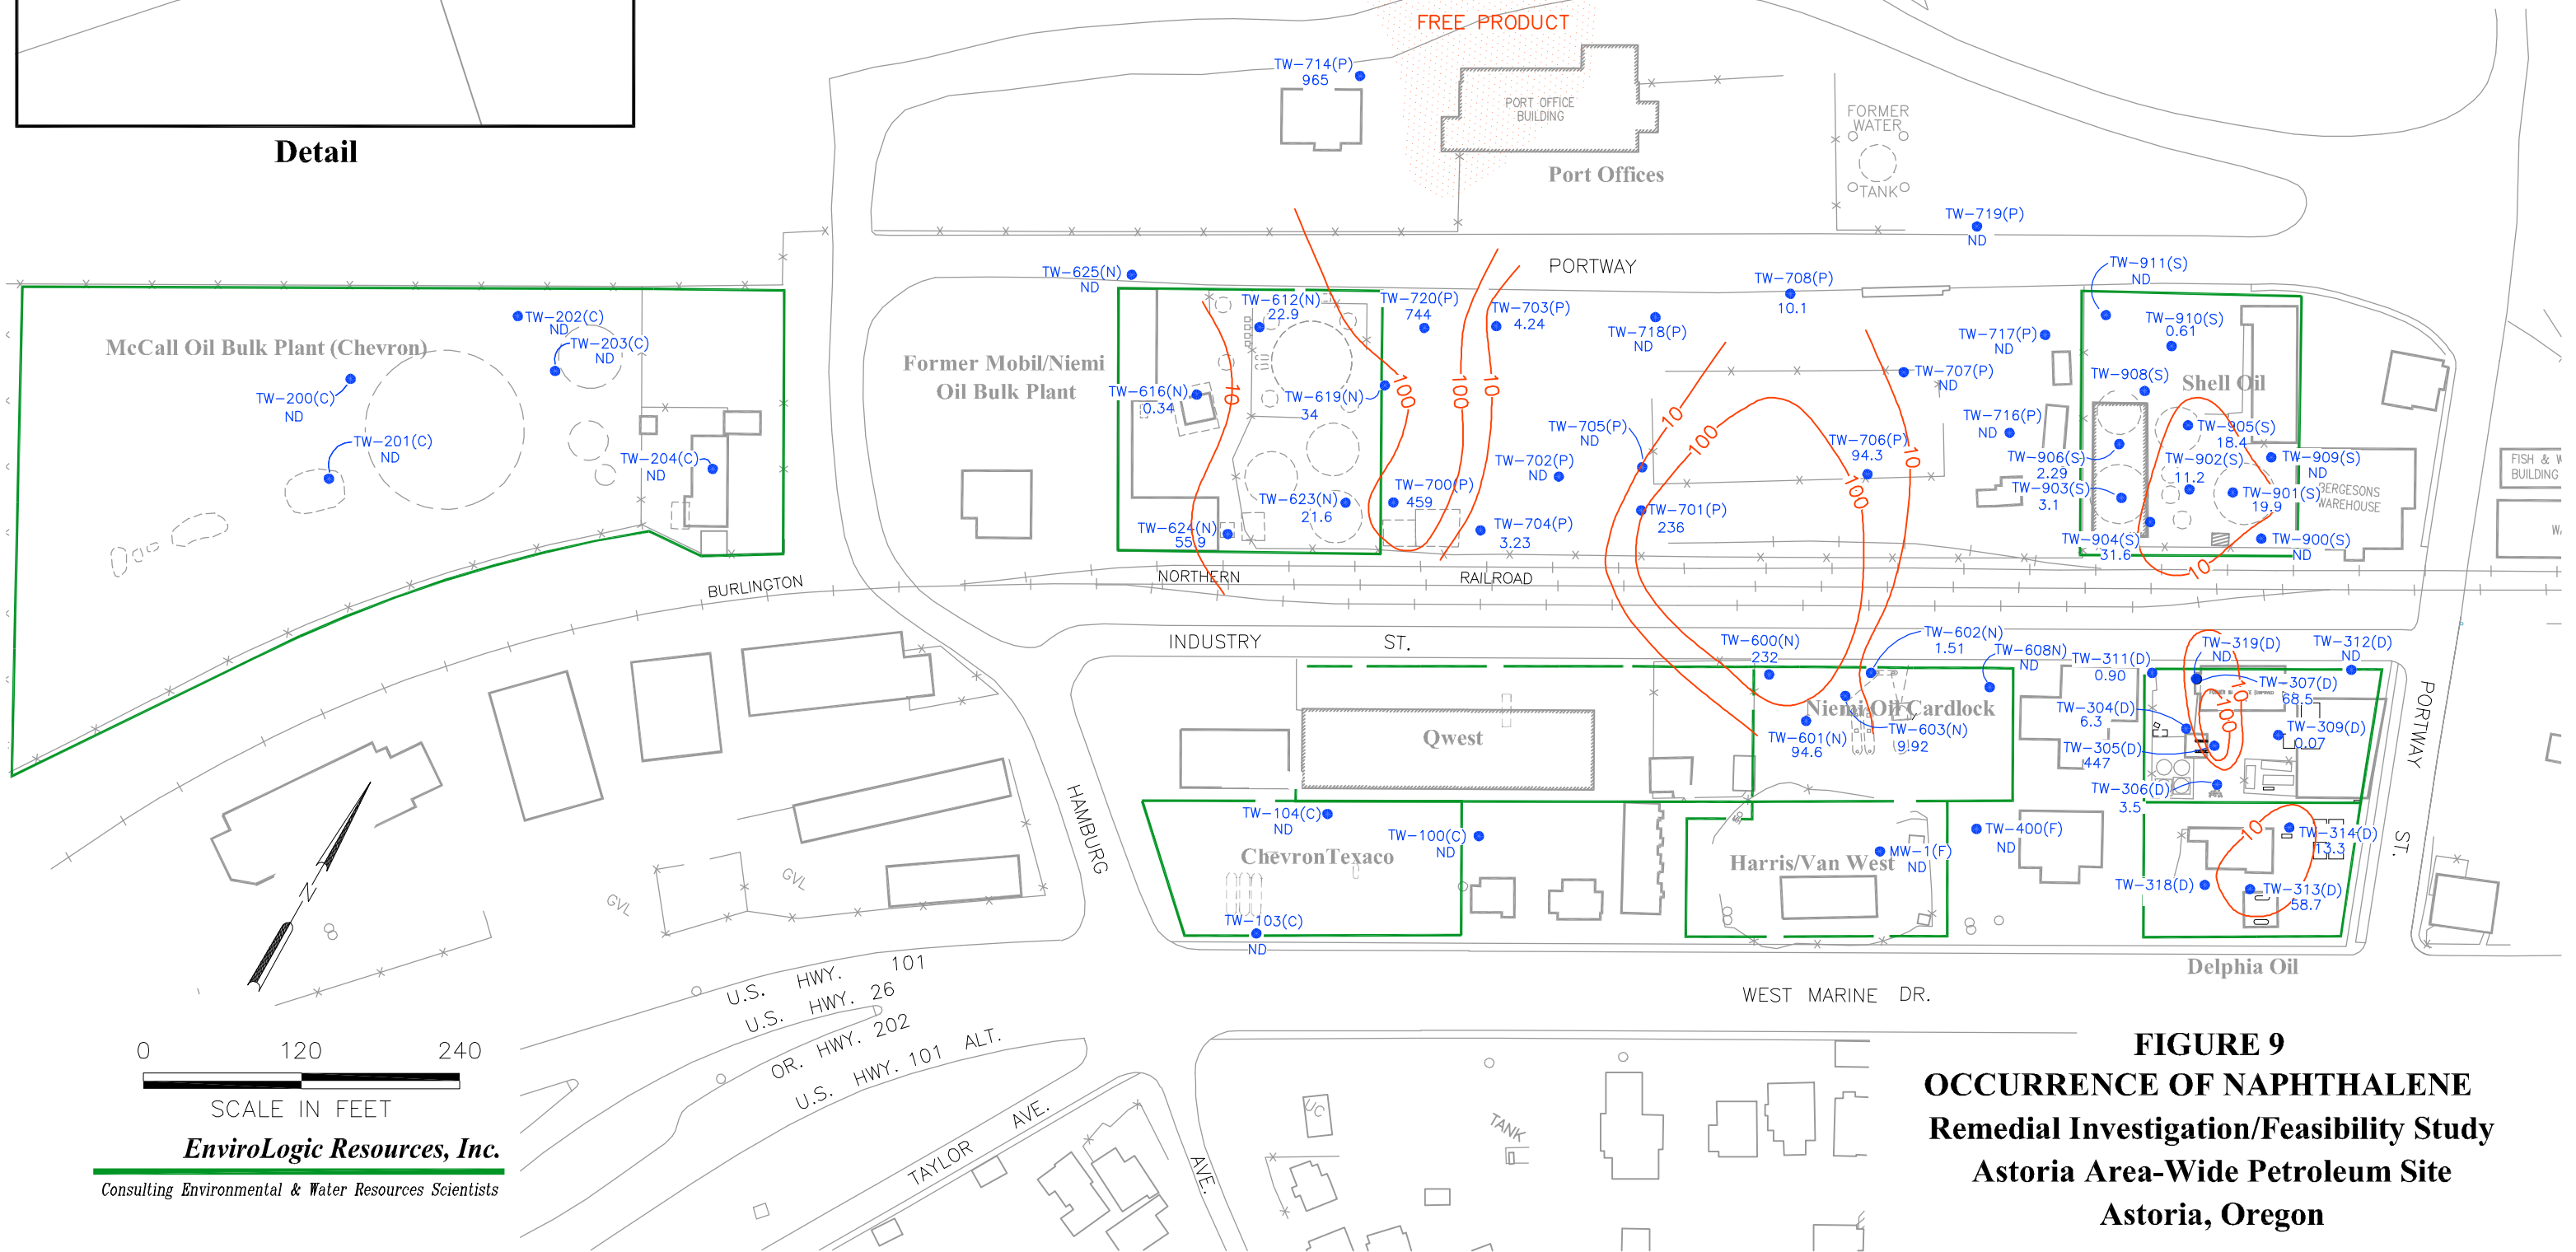 FREE PRODUCT
TW-714(P)
965
PORT OFFICE
BUILDING
FORMER
WATER
TANK
Detail
Port Offices
TW-719(P)
ND
PORTWAY
TW-625(N)
ND
TW-708(P)
10.1
TW-911(S)
ND
TW-612(N)
22.9
TW-720(P)
744
TW-703(P)
4.24
TW-718(P)
ND
TW-717(P)
ND
TW-910(S)
0.61
TW-202(C)
ND
TW-203(C)
ND
McCall Oil Bulk Plant (Chevron)
TW-200(C)
ND
TW-201(C)
ND
TW-204(C)
ND
Former Mobil/Niemi
Oil Bulk Plant
TW-616(N)
0.34
10
TW-619(N)
34
100
100
10
10
100
TW-707(P)
ND
TW-908(S)
Shell Oil
TW-705(P)
ND
TW-706(P)
94.3
10
100
TW-716(P)
ND
TW-905(S)
18.4
TW-906(S)
2.29
TW-902(S)
11.2
TW-909(S)
ND
TW-702(P)
ND
TW-700(P)
459
TW-623(N)
21.6
TW-624(N)
55.9
TW-704(P)
3.23
TW-701(P)
236
TW-903(S)
3.1
TW-901(S)
19.9
BERGESONS
WAREHOUSE
FISH & W
BUILDING
WA
TW-904(S)
31.6
TW-900(S)
ND
10
BURLINGTON
NORTHERN
RAILROAD
INDUSTRY ST.
TW-600(N)
232
TW-602(N)
1.51
TW-608N)
ND
TW-311(D)
0.90
TW-319(D)
ND
TW-312(D)
ND
TW-307(D)
68.5
10
100
TW-304(D)
6.3
TW-305(D)
447
TW-309(D)
0.07
TW-306(D)
3.5
Niemi Oil Cardlock
TW-601(N)
94.6
TW-603(N)
9.92
Qwest
PORTWAY ST.
HAMBURG AVE.
TW-104(C)
ND
TW-100(C)
ND
ChevronTexaco
TW-103(C)
ND
Harris/Van West
MW-1(F)
ND
TW-400(F)
ND
10
TW-314(D)
13.3
TW-318(D)
TW-313(D)
58.7
Delphia Oil
GVL
GVL
N
U.S. HWY. 101
U.S. HWY. 26
OR. HWY. 202
U.S. HWY. 101 ALT.
WEST MARINE DR.
TAYLOR AVE.
UC
TANK
0 120 240
SCALE IN FEET
EnviroLogic Resources, Inc.
Consulting Environmental & Water Resources Scientists
FIGURE 9
OCCURRENCE OF NAPHTHALENE
Remedial Investigation/Feasibility Study
Astoria Area-Wide Petroleum Site
Astoria, Oregon